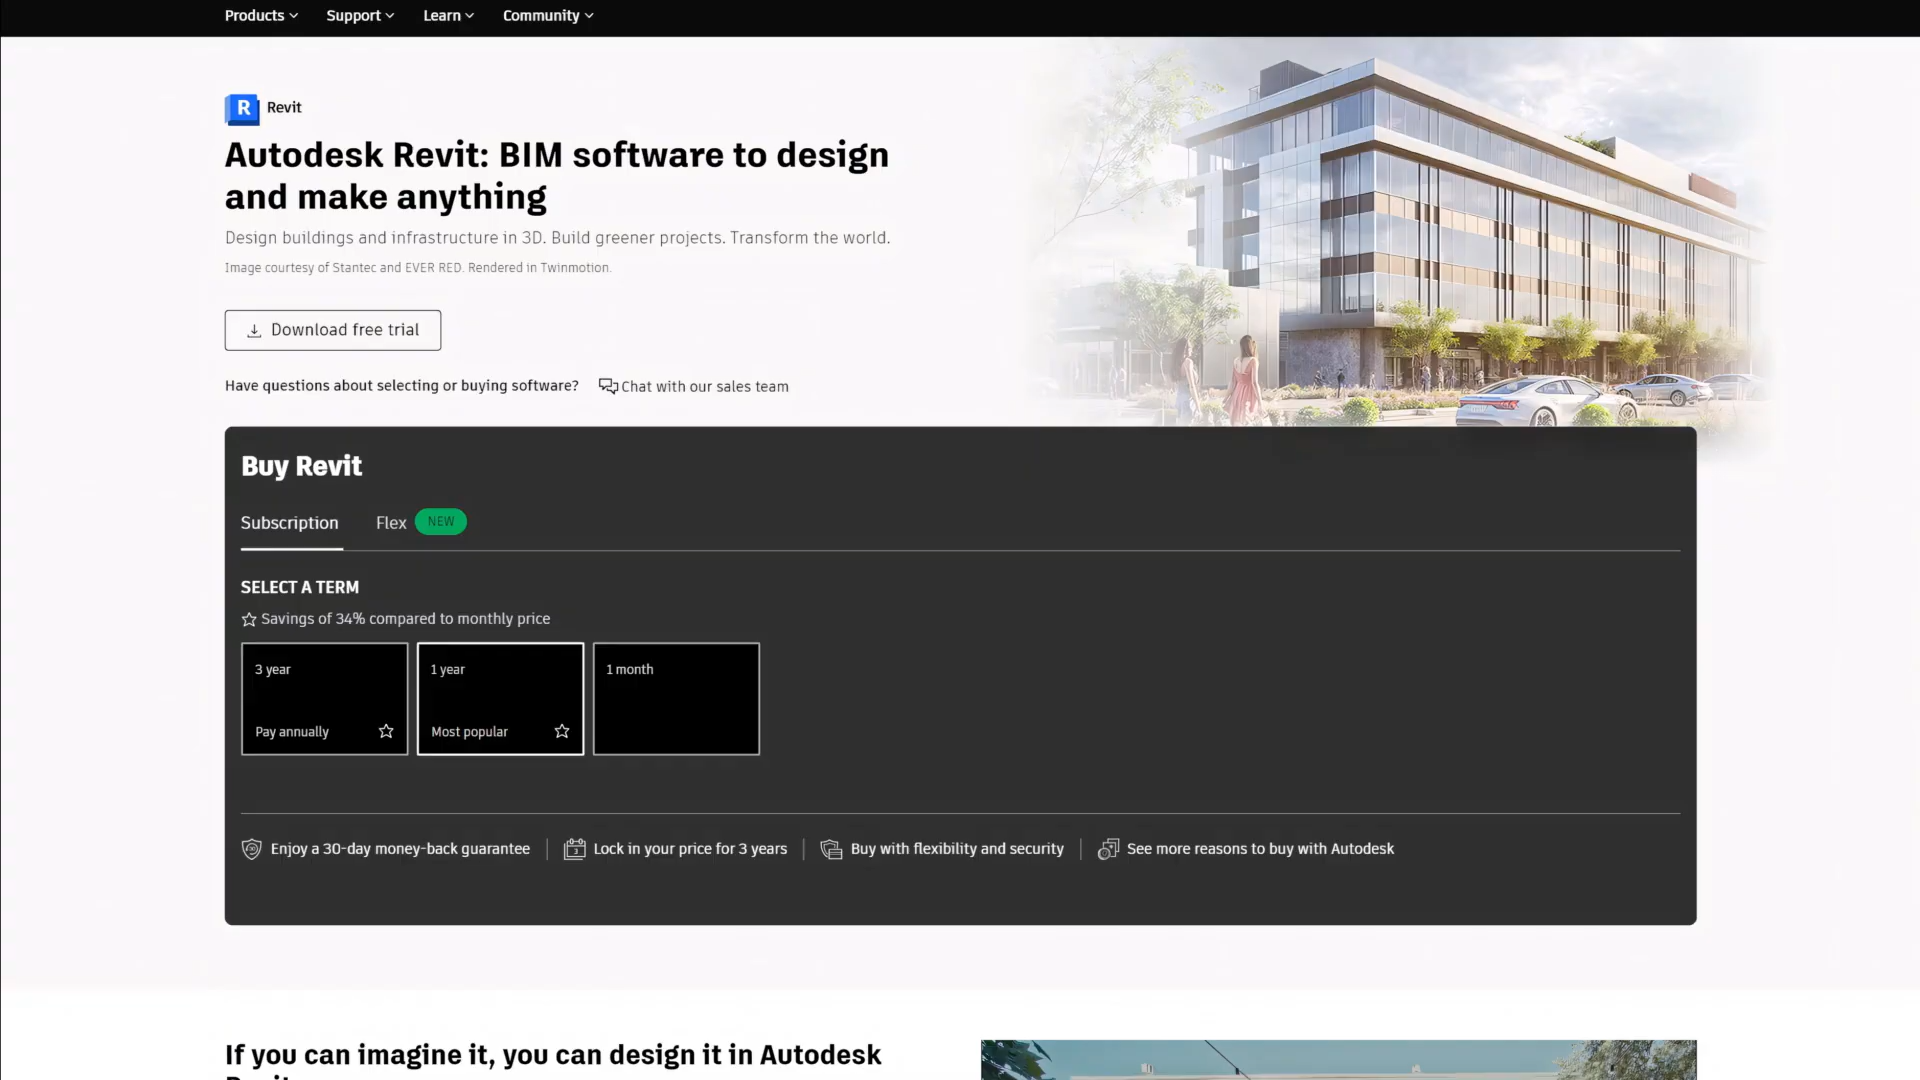 Products
Support
Learn
Community
R
Revit
Autodesk Revit: BIM software to design
and make anything
Design buildings and infrastructure in 3D. Build greener projects. Transform the world.
Image courtesy of Stantec and EVER RED. Rendered in Twinmotion.
Download free trial
Have questions about selecting or buying software?
Chat with our sales team
Buy Revit
Subscription
Flex
NEW
SELECT A TERM
Savings of 34% compared to monthly price
3 year
1 year
1 month
Pay annually
Most popular
Enjoy a 30-day money-back guarantee
Lock in your price for 3 years
Buy with flexibility and security
See more reasons to buy with Autodesk
If you can imagine it, you can design it in Autodesk